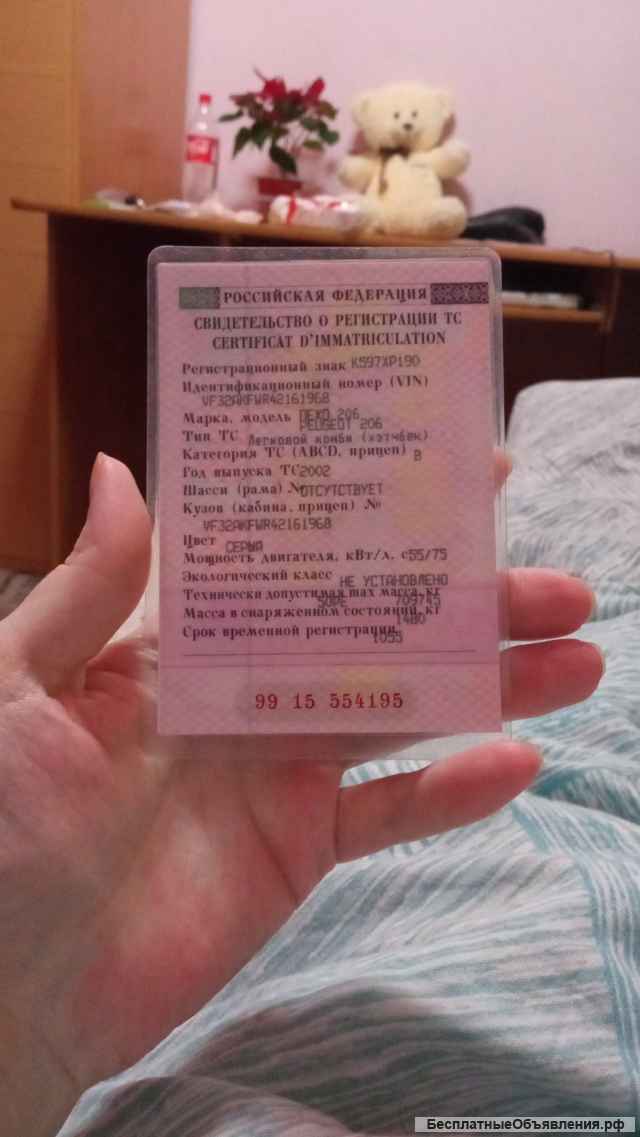 РОССИЙСКАЯ ФЕДЕРАЦИЯ
СВИДЕТЕЛЬСТВО О РЕГИСТРАЦИИ ТС
CERTIFICAT D'IMMATRICULATION
Регистрационный знак К597ХР190
Идентификационный номер (VIN)
VF32AKFWR42161968
Марка, модель ПЕЖО 206
PEUGEOT 206
Тип ТС Легковой комби (хэтчбек)
Категория ТС (ABCD, прицеп) В
Год выпуска ТС 2002
Шасси (рама) № ОТСУТСТВУЕТ
Кузов (кабина, прицеп) №
VF32AKFWR42161968
Цвет СЕРЫЙ
Мощность двигателя, кВт/л. с 55/75
Экологический класс НЕ УСТАНОВЛЕНО
Технически допустимая max масса, кг
709745
Масса в снаряженном состоянии, кг
1480
Срок временной регистрации
1055
99 15 554195
БесплатныеОбъявления.рф